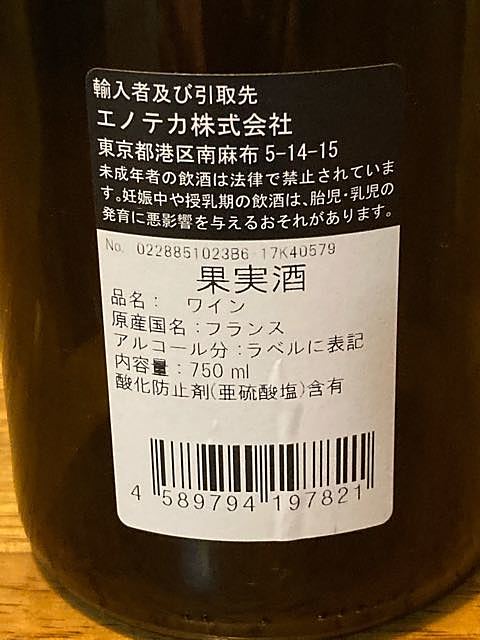 輸入者及び引取先
エノテカ株式会社
東京都港区南麻布 5-14-15
未成年者の飲酒は法律で禁止されていま
す。妊娠中や授乳期の飲酒は、胎児・乳児の
発育に悪影響を与えるおそれがあります。
No. 0228851023B6 17K40579
果実酒
品名： ワイン
原産国名：フランス
アルコール分：ラベルに表記
内容量：750 ml
酸化防止剤(亜硫酸塩)含有
4 589794 197821